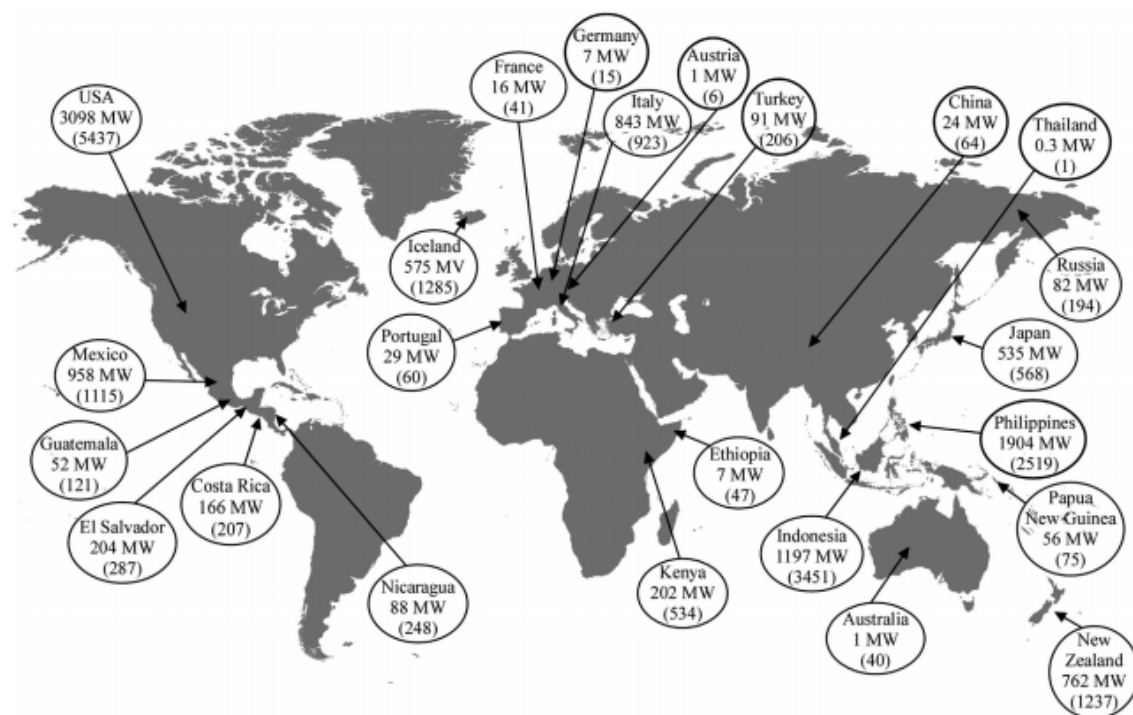 USA
3098 MW
(5437)
France
16 MW
(41)
Germany
7 MW
(15)
Italy
843 MW
(923)
Austria
1 MW
(6)
Turkey
91 MW
(206)
China
24 MW
(64)
Thailand
0.3 MW
(1)
Iceland
575 MV
(1285)
Russia
82 MW
(194)
Portugal
29 MW
(60)
Japan
535 MW
(568)
Mexico
958 MW
(1115)
Guatemala
52 MW
(121)
El Salvador
204 MW
(287)
Costa Rica
166 MW
(207)
Nicaragua
88 MW
(248)
Ethiopia
7 MW
(47)
Kenya
202 MW
(534)
Philippines
1904 MW
(2519)
Indonesia
1197 MW
(3451)
Papua
New Guinea
56 MW
(75)
Australia
1 MW
(40)
New
Zealand
762 MW
(1237)